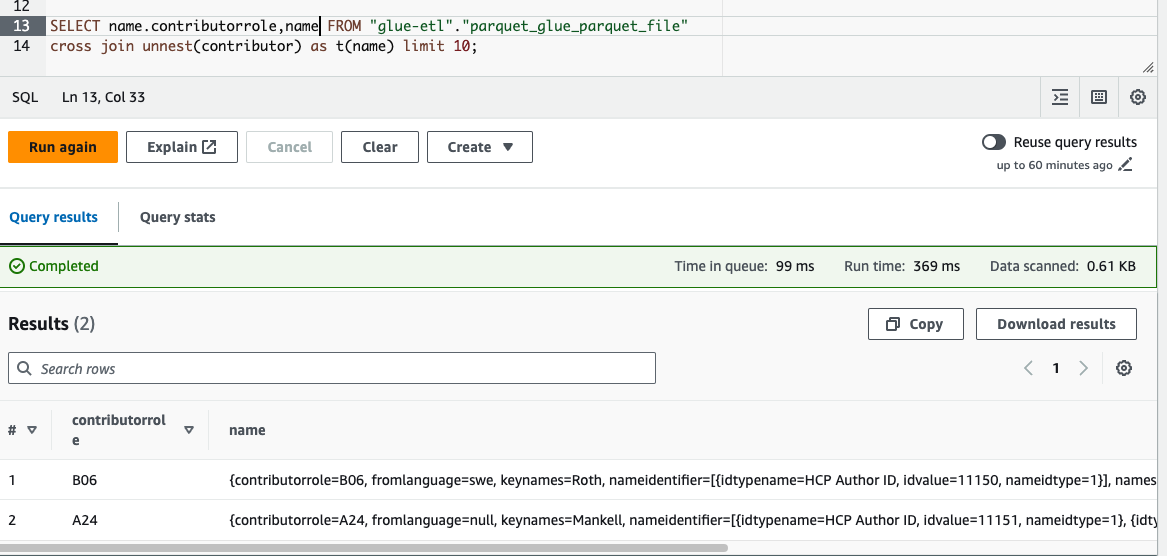 12
13 SELECT name.contributorrole,name FROM "glue-etl"."parquet_glue_parquet_file"
14 cross join unnest(contributor) as t(name) limit 10;
SQL Ln 13, Col 33
Run again Explain Cancel Clear Create Reuse query results
up to 60 minutes ago
Query results Query stats
Completed Time in queue: 99 ms Run time: 369 ms Data scanned: 0.61 KB
Results (2) Copy Download results
Search rows 1
# contributorrol
e name
1 B06 {contributorrole=B06, fromlanguage=swe, keynames=Roth, nameidentifier=[{idtypename=HCP Author ID, idvalue=11150, nameidtype=1}], names
2 A24 {contributorrole=A24, fromlanguage=null, keynames=Mankell, nameidentifier=[{idtypename=HCP Author ID, idvalue=11151, nameidtype=1}, {idty